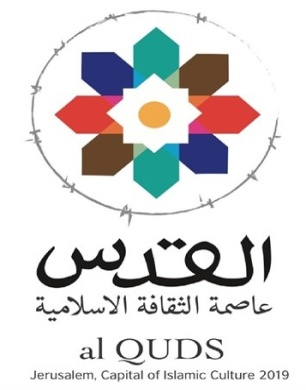 القدس
عاصمة الثقافة الاسلامية
al QUDS
Jerusalem, Capital of Islamic Culture 2019